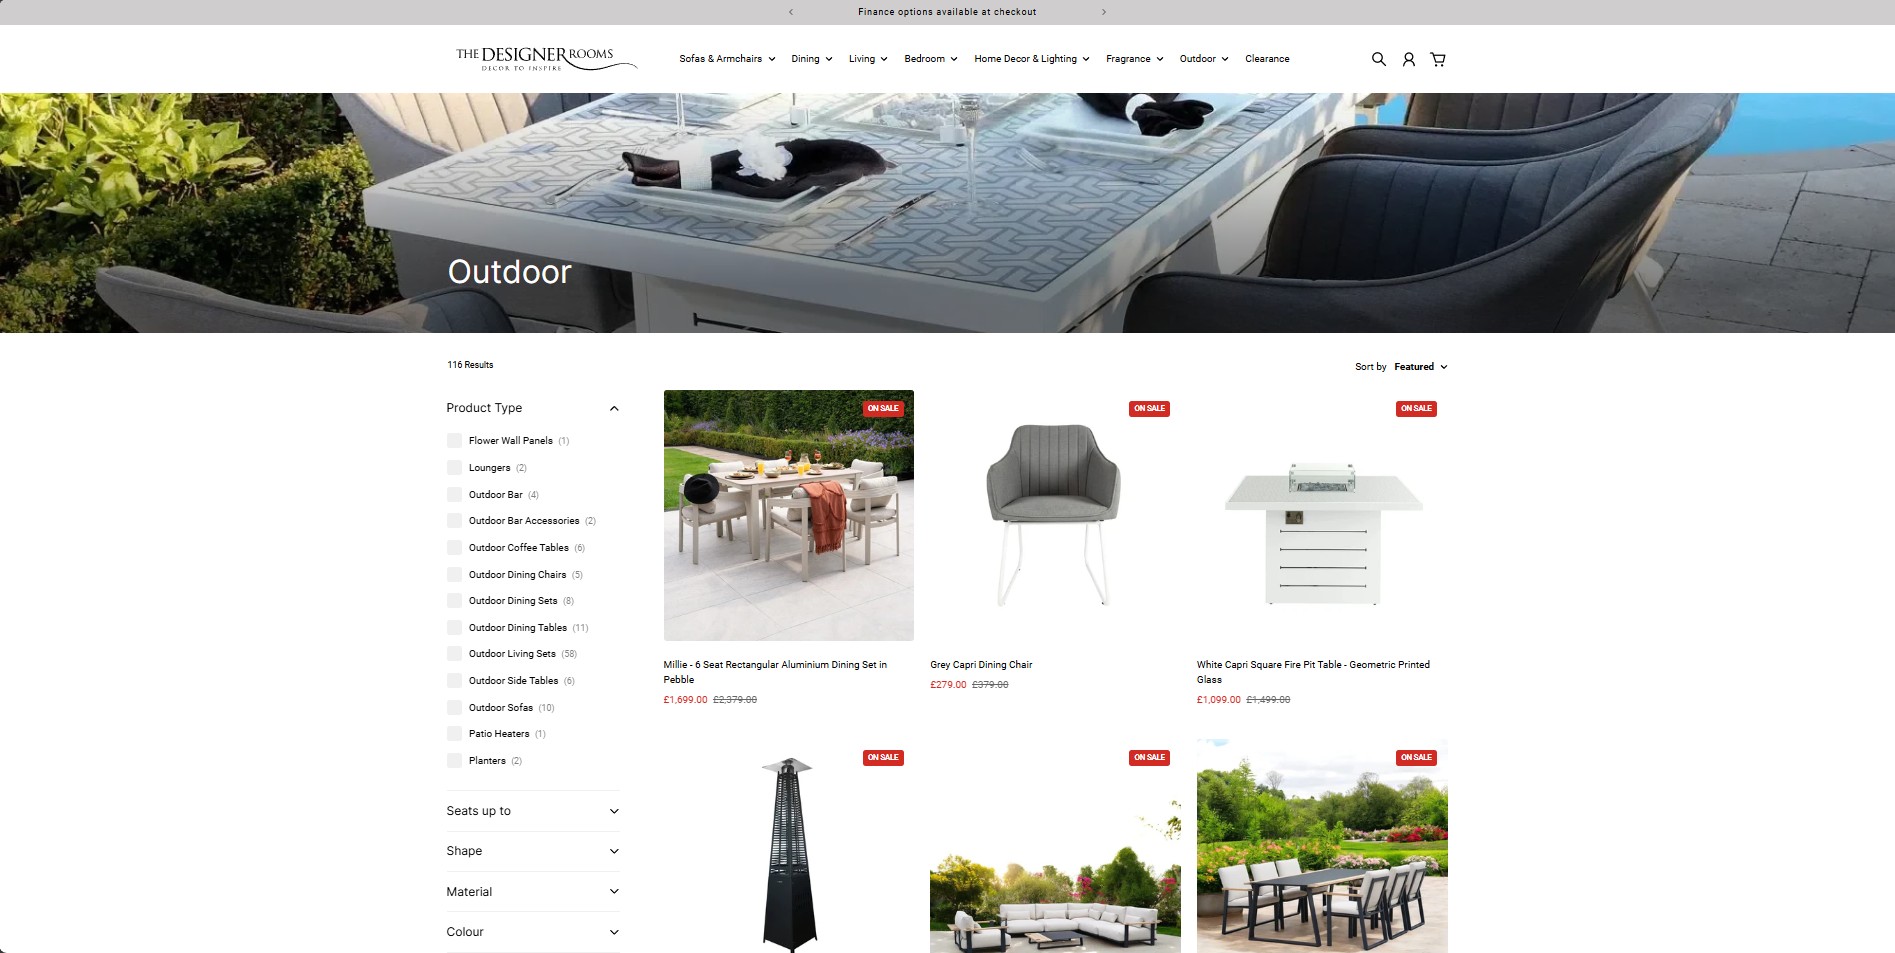 Finance options available at checkout
THE DESIGNER ROOMS
DECOR TO INSPIRE
Sofas & Armchairs
Dining
Living
Bedroom
Home Decor & Lighting
Fragrance
Outdoor
Clearance
Outdoor
116 Results
Sort by Featured
Product Type
Flower Wall Panels (1)
Loungers (2)
Outdoor Bar (4)
Outdoor Bar Accessories (2)
Outdoor Coffee Tables (6)
Outdoor Dining Chairs (5)
Outdoor Dining Sets (8)
Outdoor Dining Tables (11)
Outdoor Living Sets (58)
Outdoor Side Tables (6)
Outdoor Sofas (10)
Patio Heaters (1)
Planters (2)
Seats up to
Shape
Material
Colour
ON SALE
Millie - 6 Seat Rectangular Aluminium Dining Set in
Pebble
£1,699.00 £2,379.00
ON SALE
Grey Capri Dining Chair
£279.00 £379.00
ON SALE
White Capri Square Fire Pit Table - Geometric Printed
Glass
£1,099.00 £1,499.00
ON SALE
ON SALE
ON SALE